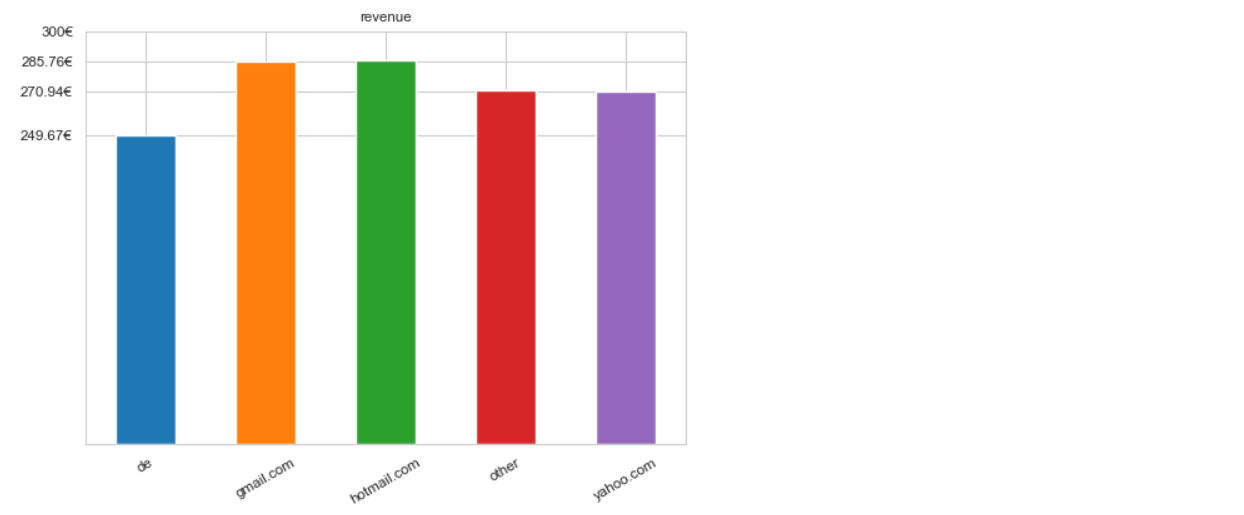 revenue
300€
285.76€
270.94€
249.67€
de
gmail.com
hotmail.com
other
yahoo.com